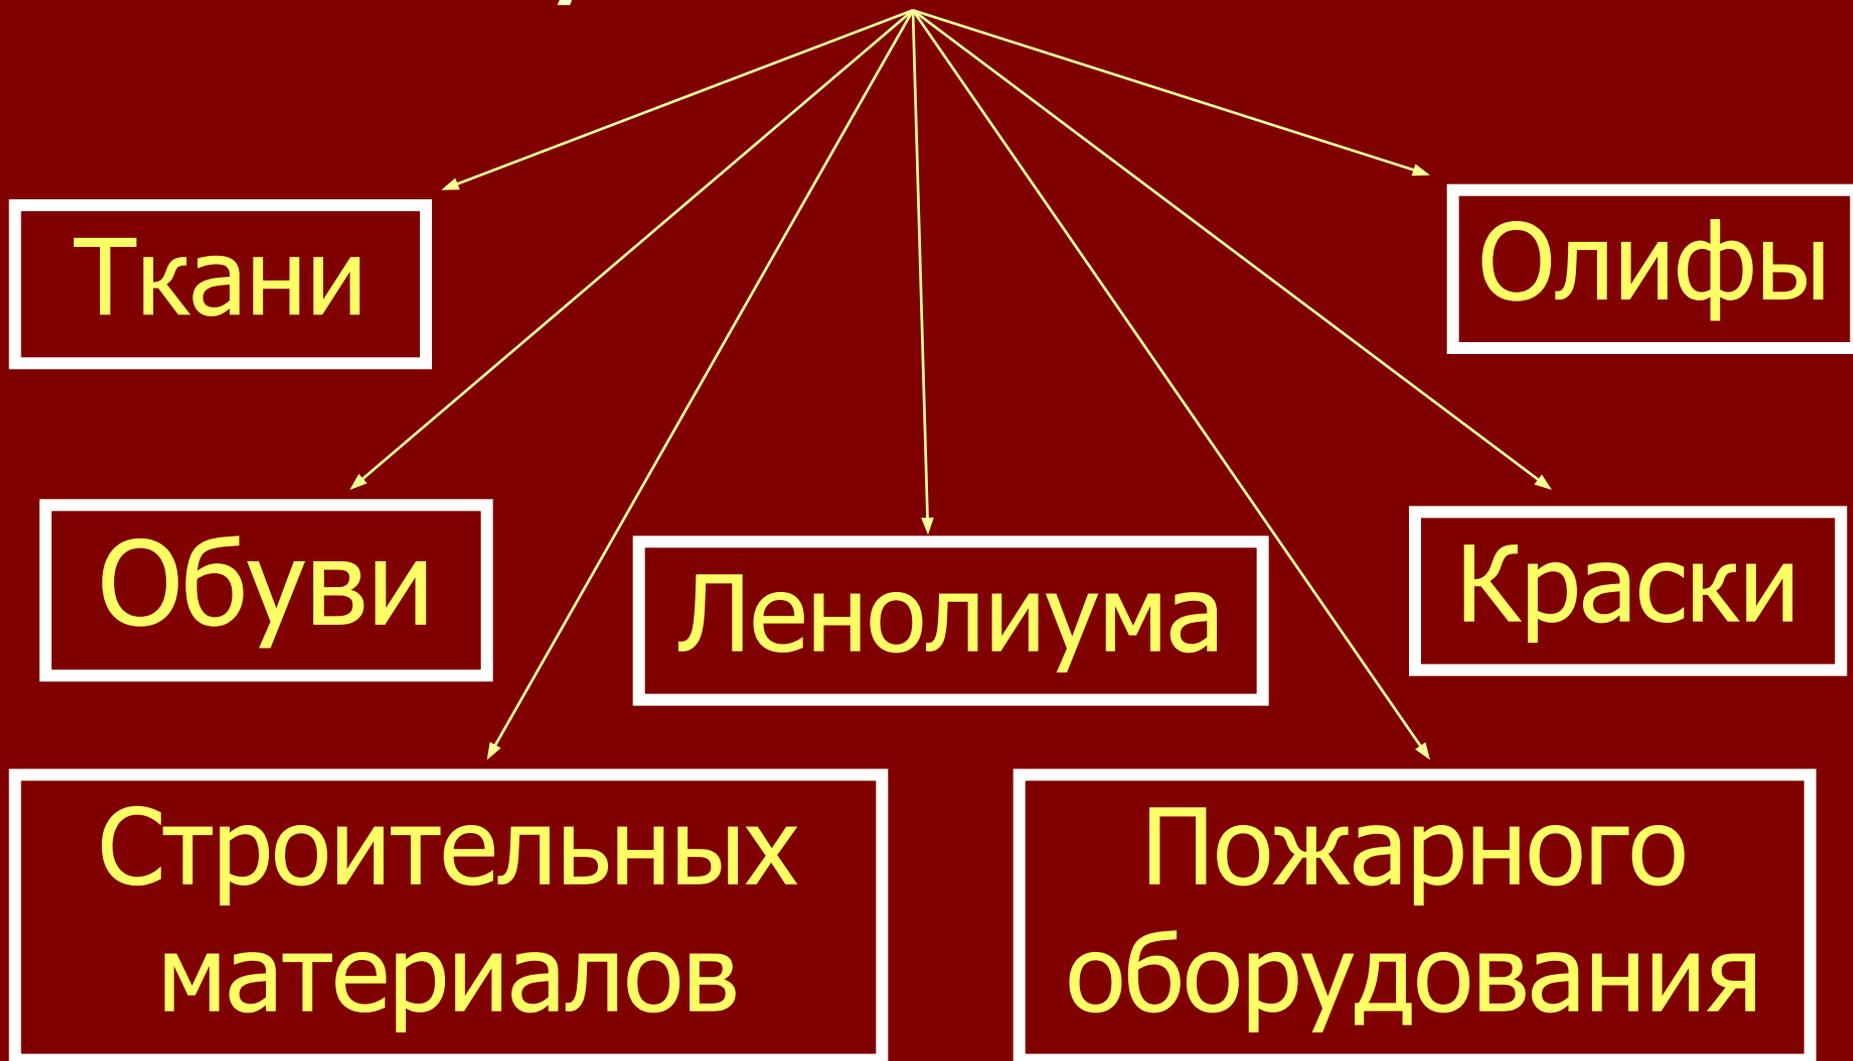 Ткани
Олифы
Обуви
Ленолиума
Краски
Строительных
материалов
Пожарного
оборудования